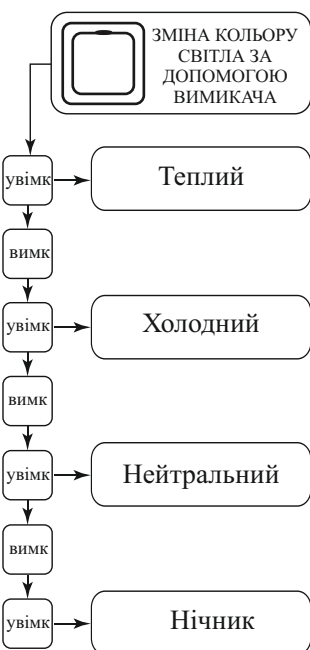 ЗМІНА КОЛЬОРУ
СВІТЛА ЗА
ДОПОМОГОЮ
ВИМИКАЧА
увімк
Теплий
вимк
увімк
Холодний
вимк
увімк
Нейтральний
вимк
увімк
Нічник